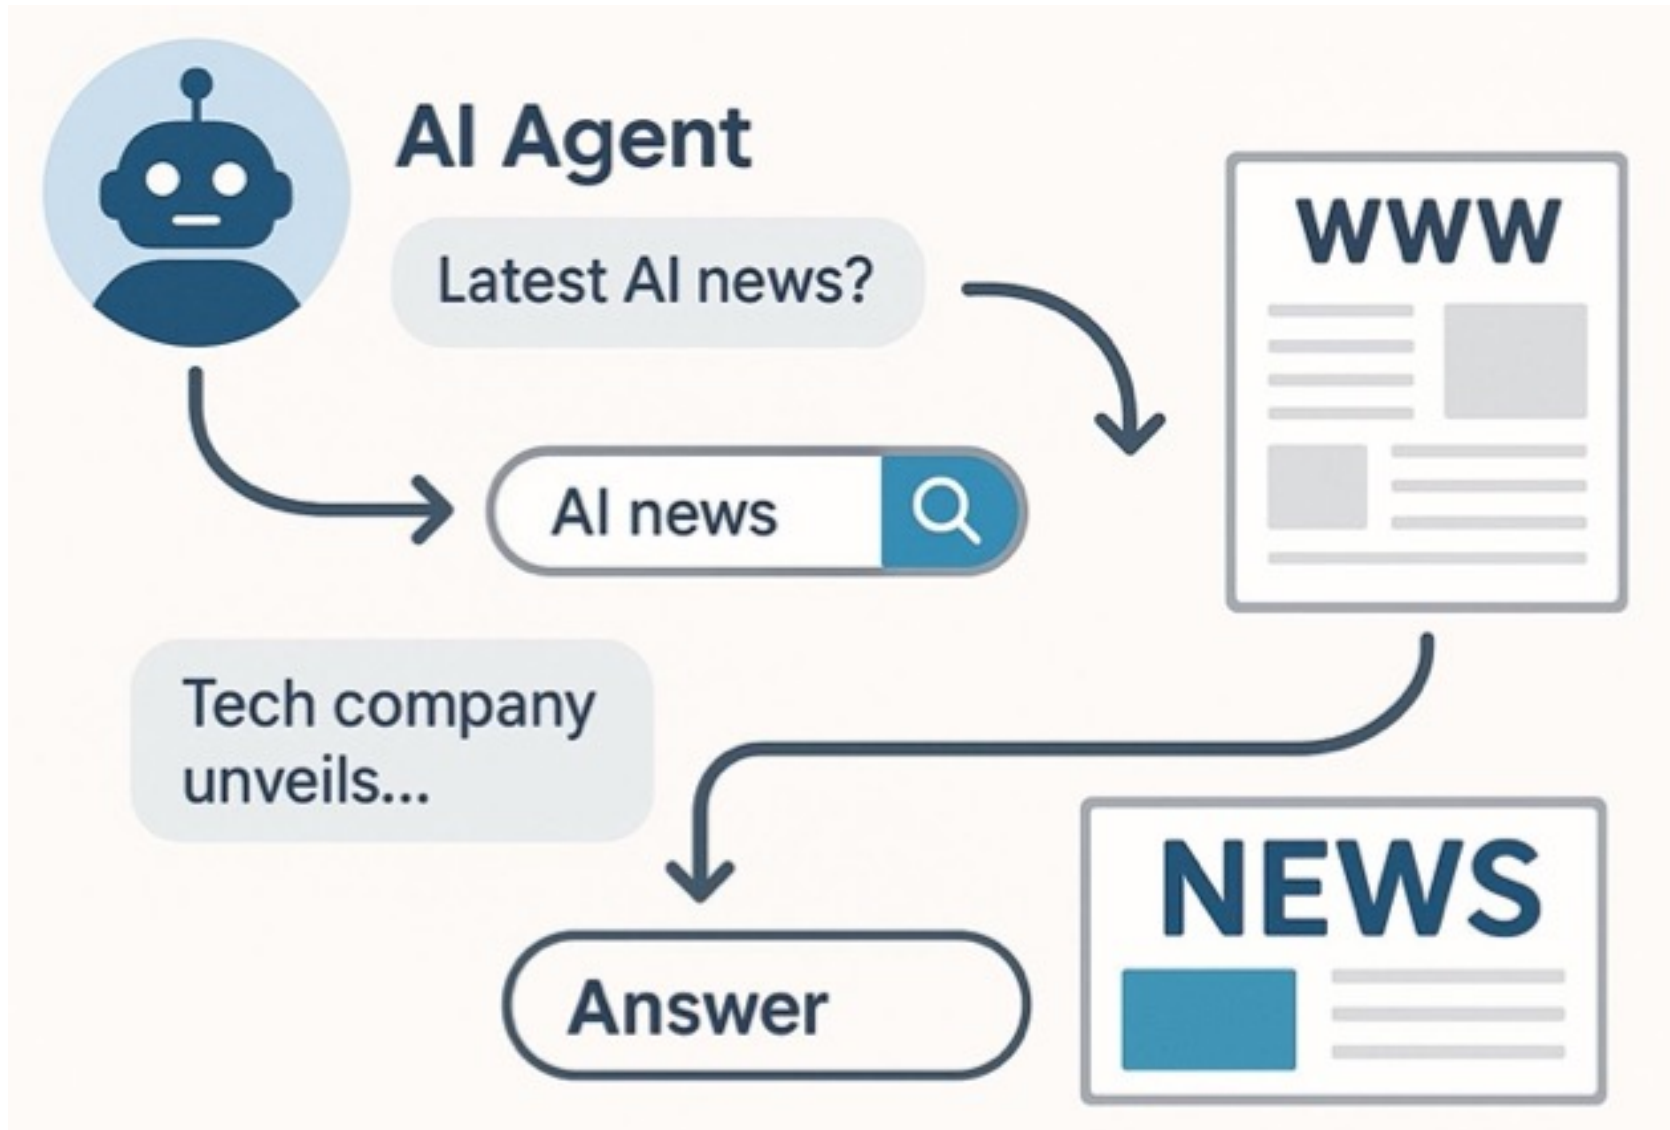 AI Agent
Latest AI news?
WWW
AI news
Tech company
unveils...
NEWS
Answer